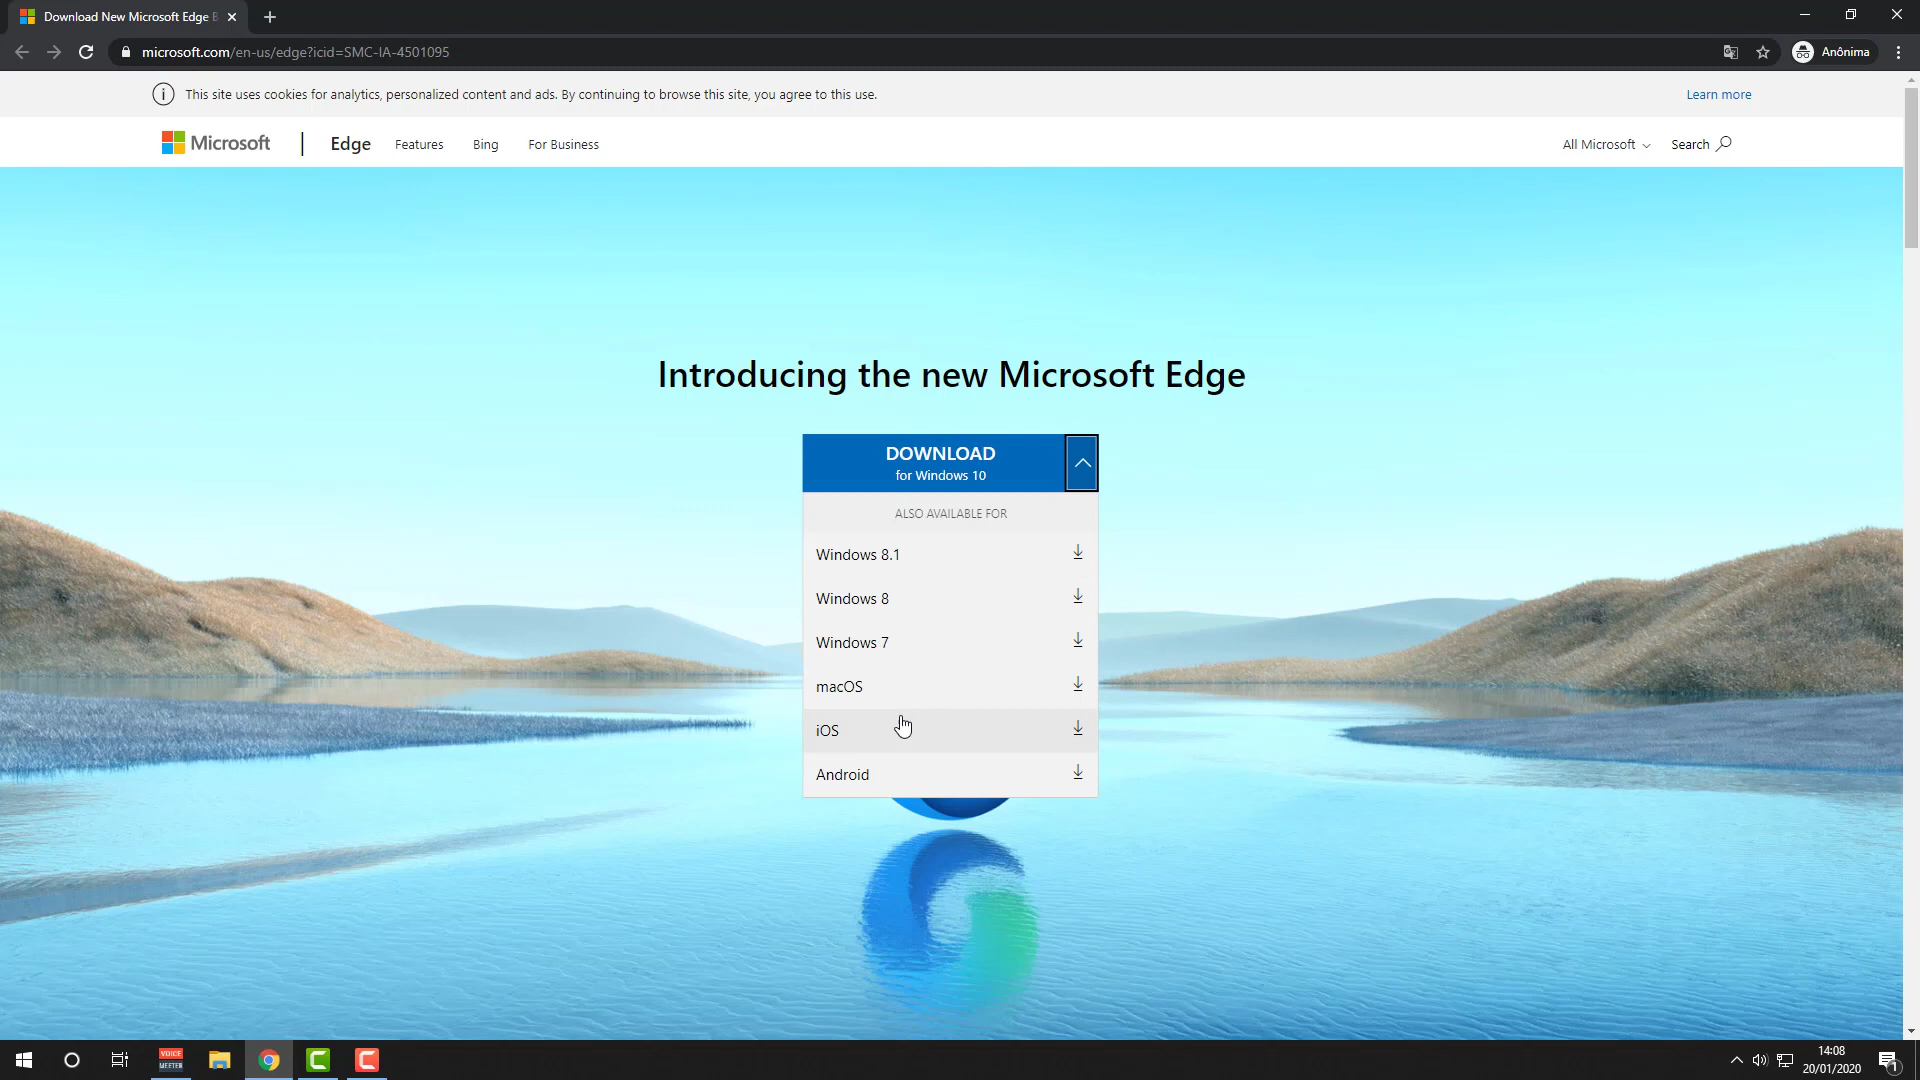 Download New Microsoft Edge B
microsoft.com/en-us/edge?icid=SMC-IA-4501095
Anônima
This site uses cookies for analytics, personalized content and ads. By continuing to browse this site, you agree to this use.
Learn more
Microsoft
Edge
Features
Bing
For Business
All Microsoft
Search
Introducing the new Microsoft Edge
DOWNLOAD
for Windows 10
ALSO AVAILABLE FOR
Windows 8.1
Windows 8
Windows 7
macOS
iOS
Android
VOICE
MEETER
14:08
20/01/2020
1